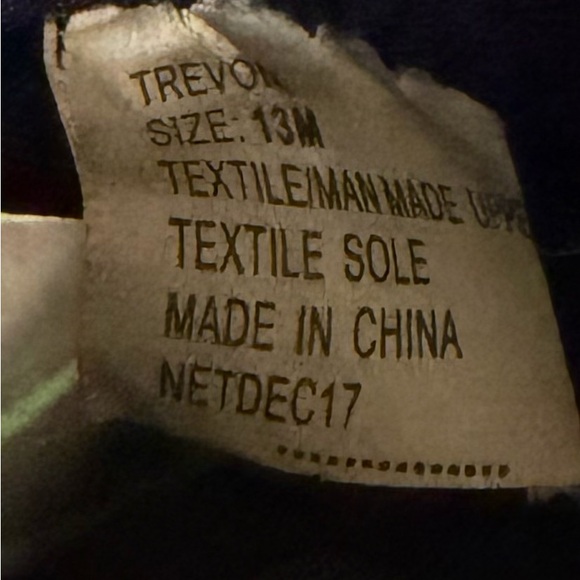 SIZE: 13M
TEXTILE/MAN MADE
TEXTILE SOLE
MADE IN CHINA
NETDEC17